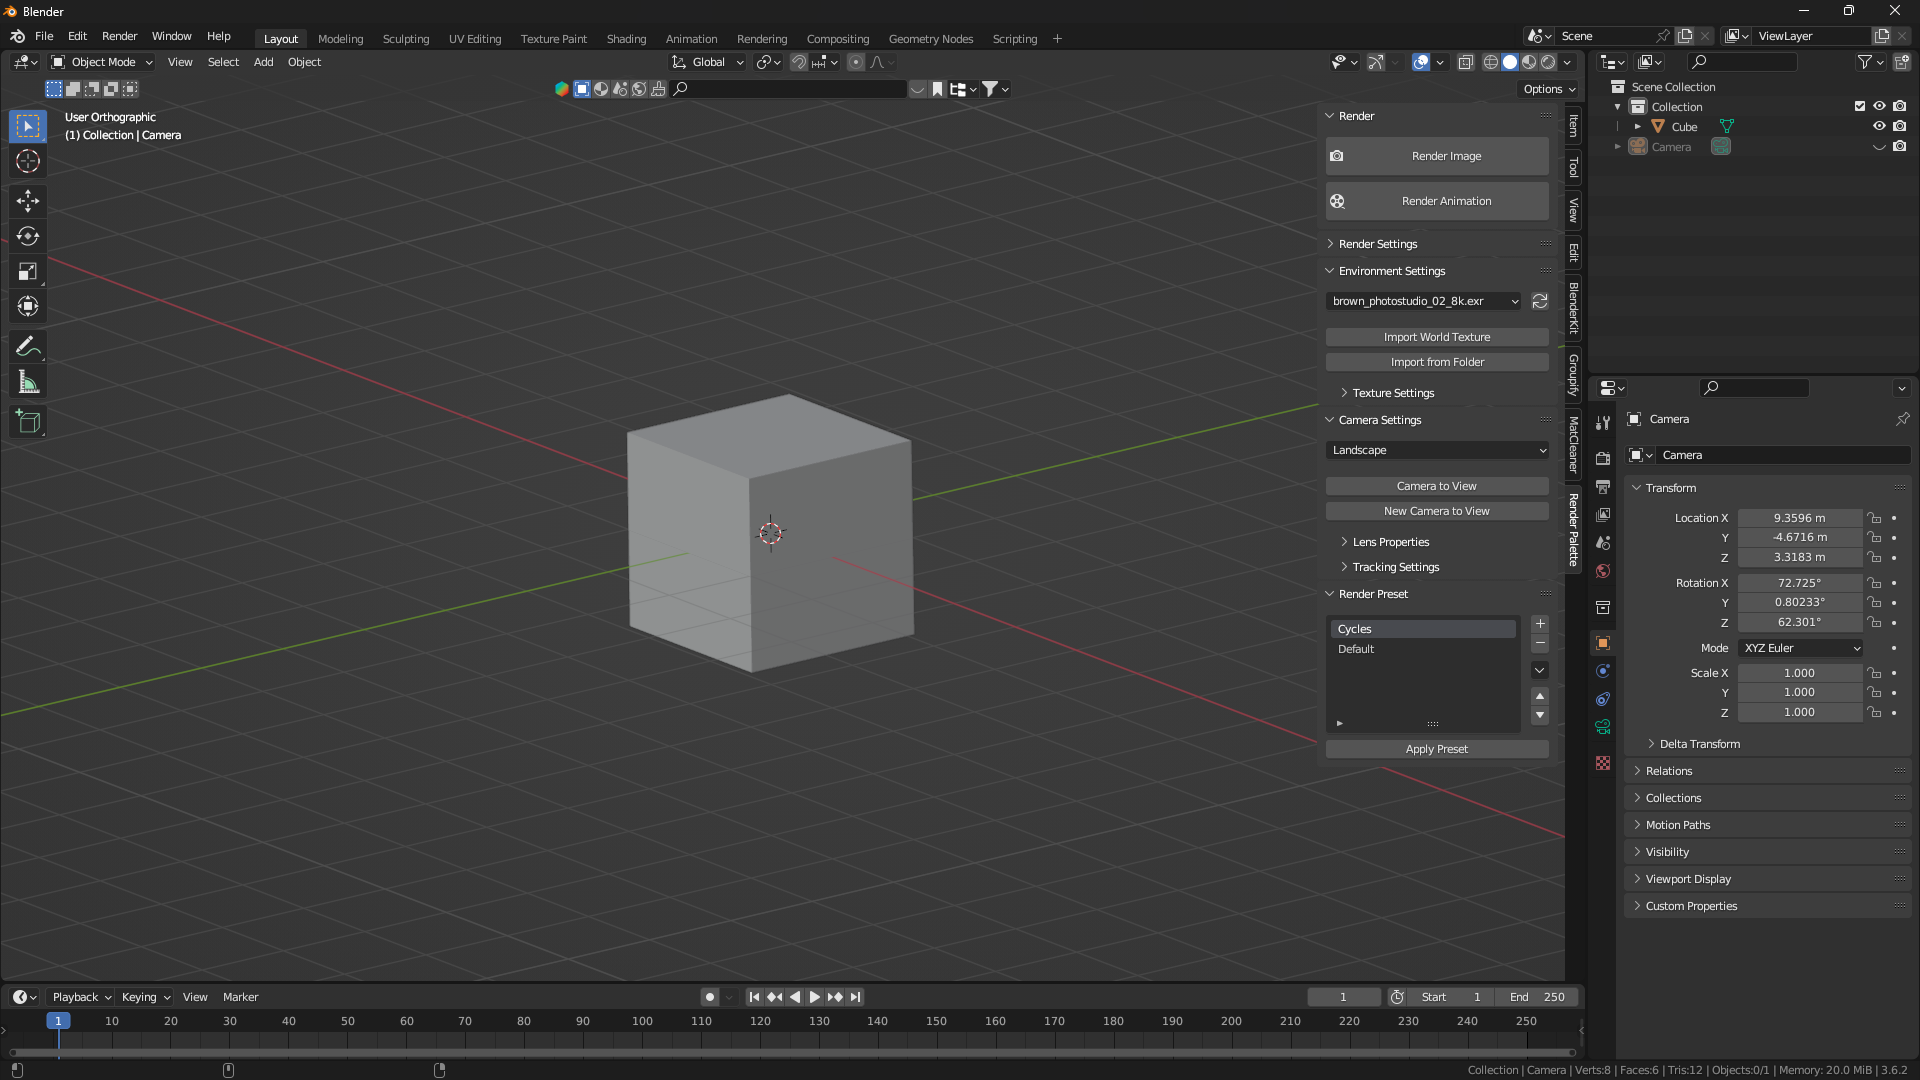 Blender
File Edit Render Window Help
Layout Modeling Sculpting UV Editing Texture Paint Shading Animation Rendering Compositing Geometry Nodes Scripting +
Scene
ViewLayer
Object Mode View Select Add Object
Global
Options
User Orthographic
(1) Collection | Camera
Render
Render Image
Render Animation
Render Settings
Environment Settings
brown_photostudio_02_8k.exr
Import World Texture
Import from Folder
Texture Settings
Camera Settings
Landscape
Camera to View
New Camera to View
Lens Properties
Tracking Settings
Render Preset
Cycles
Default
Apply Preset
Item
Tool
View
Edit
BlenderKit
Groupify
MatCleaner
Render Palette
Scene Collection
Collection
Cube
Camera
Camera
Camera
Transform
Location X 9.3596 m
Y -4.6716 m
Z 3.3183 m
Rotation X 72.725°
Y 0.80233°
Z 62.301°
Mode XYZ Euler
Scale X 1.000
Y 1.000
Z 1.000
Delta Transform
Relations
Collections
Motion Paths
Visibility
Viewport Display
Custom Properties
Playback Keying View Marker
1 Start 1 End 250
1 10 20 30 40 50 60 70 80 90 100 110 120 130 140 150 160 170 180 190 200 210 220 230 240 250
Collection | Camera | Verts:8 | Faces:6 | Tris:12 | Objects:0/1 | Memory: 20.0 MiB | 3.6.2